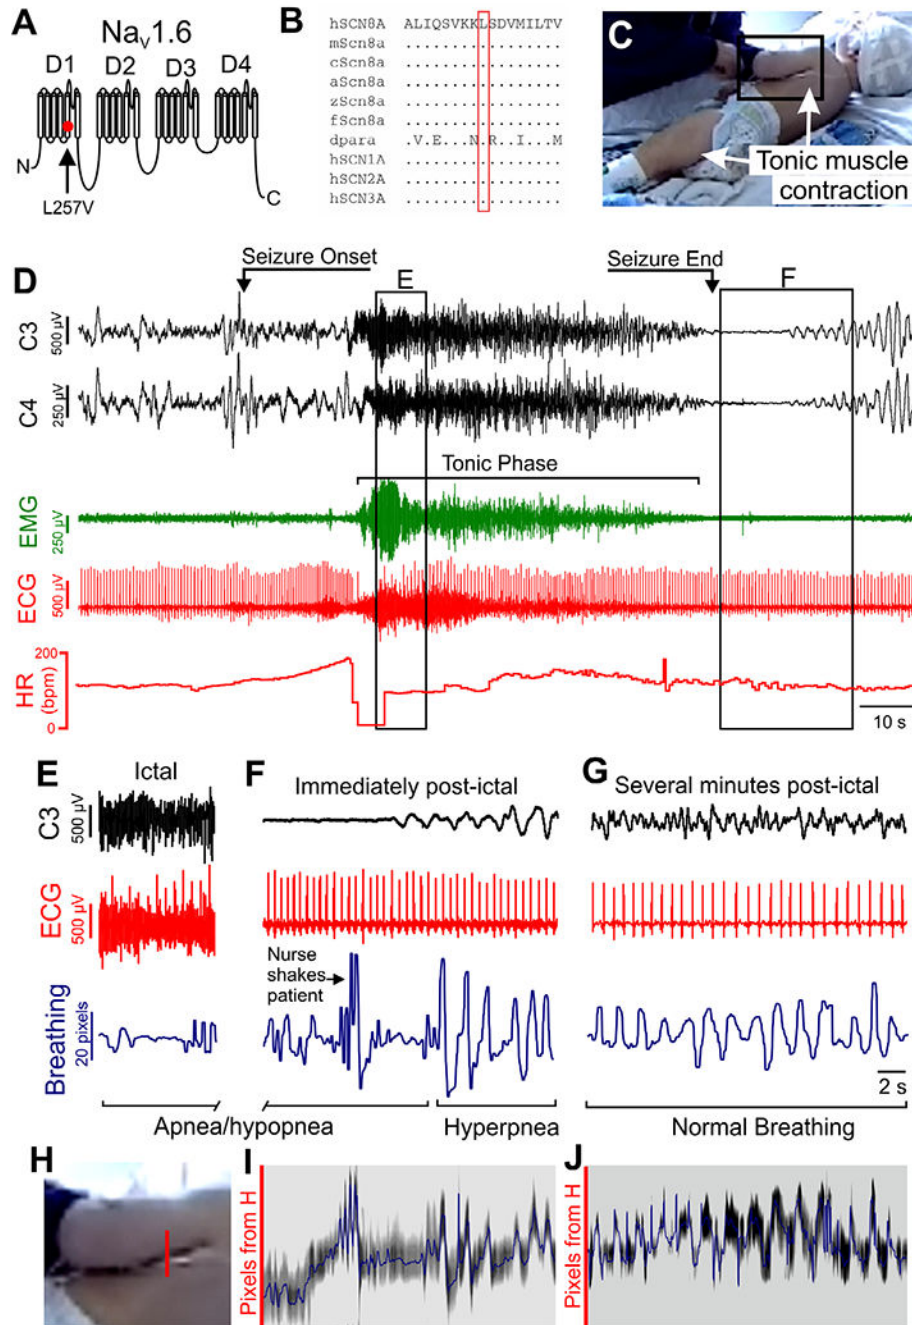 A
Na_V1.6
D1 D2 D3 D4
N
C
L257V
B
hSCN8A ALIQSVKKLSDVMILTV
mScn8a .................
cScn8a .................
aScn8a .................
zScn8a .................
fScn8a .................
dpara .V.E...N.R..I...M
hSCN1A .................
hSCN2A .................
hSCN3A .................
C
Tonic muscle
contraction
D
Seizure Onset
Seizure End
E
F
C3
500 µV
C4
250 µV
Tonic Phase
EMG
250 µV
ECG
500 µV
HR
(bpm)
200
0
10 s
E
Ictal
C3
500 µV
ECG
500 µV
Breathing
20 pixels
F
Immediately post-ictal
Nurse
shakes
patient
G
Several minutes post-ictal
2 s
Apnea/hypopnea
Hyperpnea
Normal Breathing
H
I
Pixels from H
J
Pixels from H